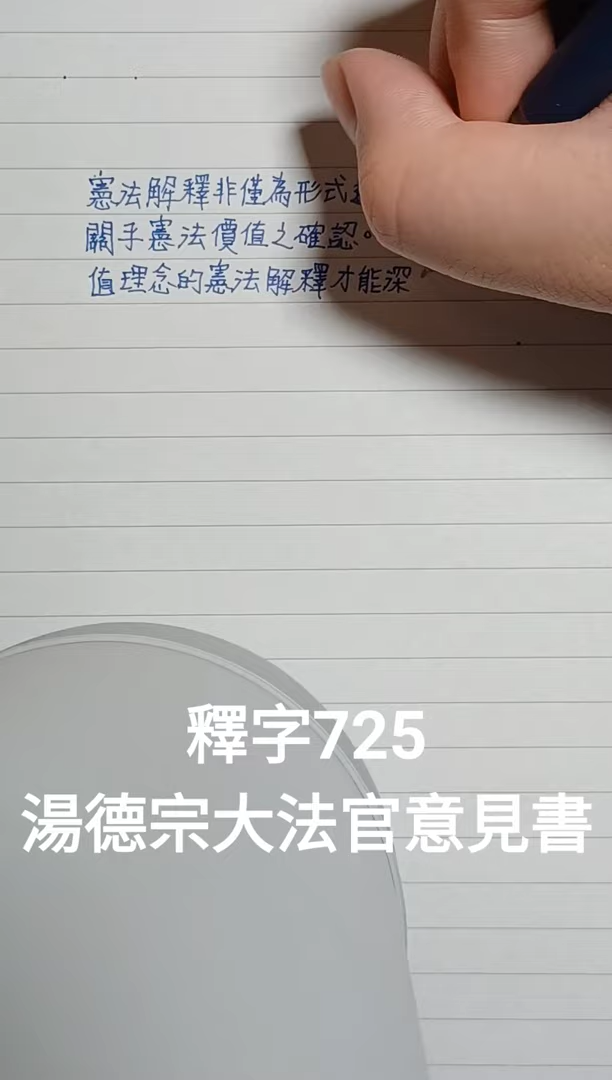 憲法解釋非僅為形式
關乎憲法價值之確認。
值理念的憲法解釋才能深
釋字725
湯德宗大法官意見書